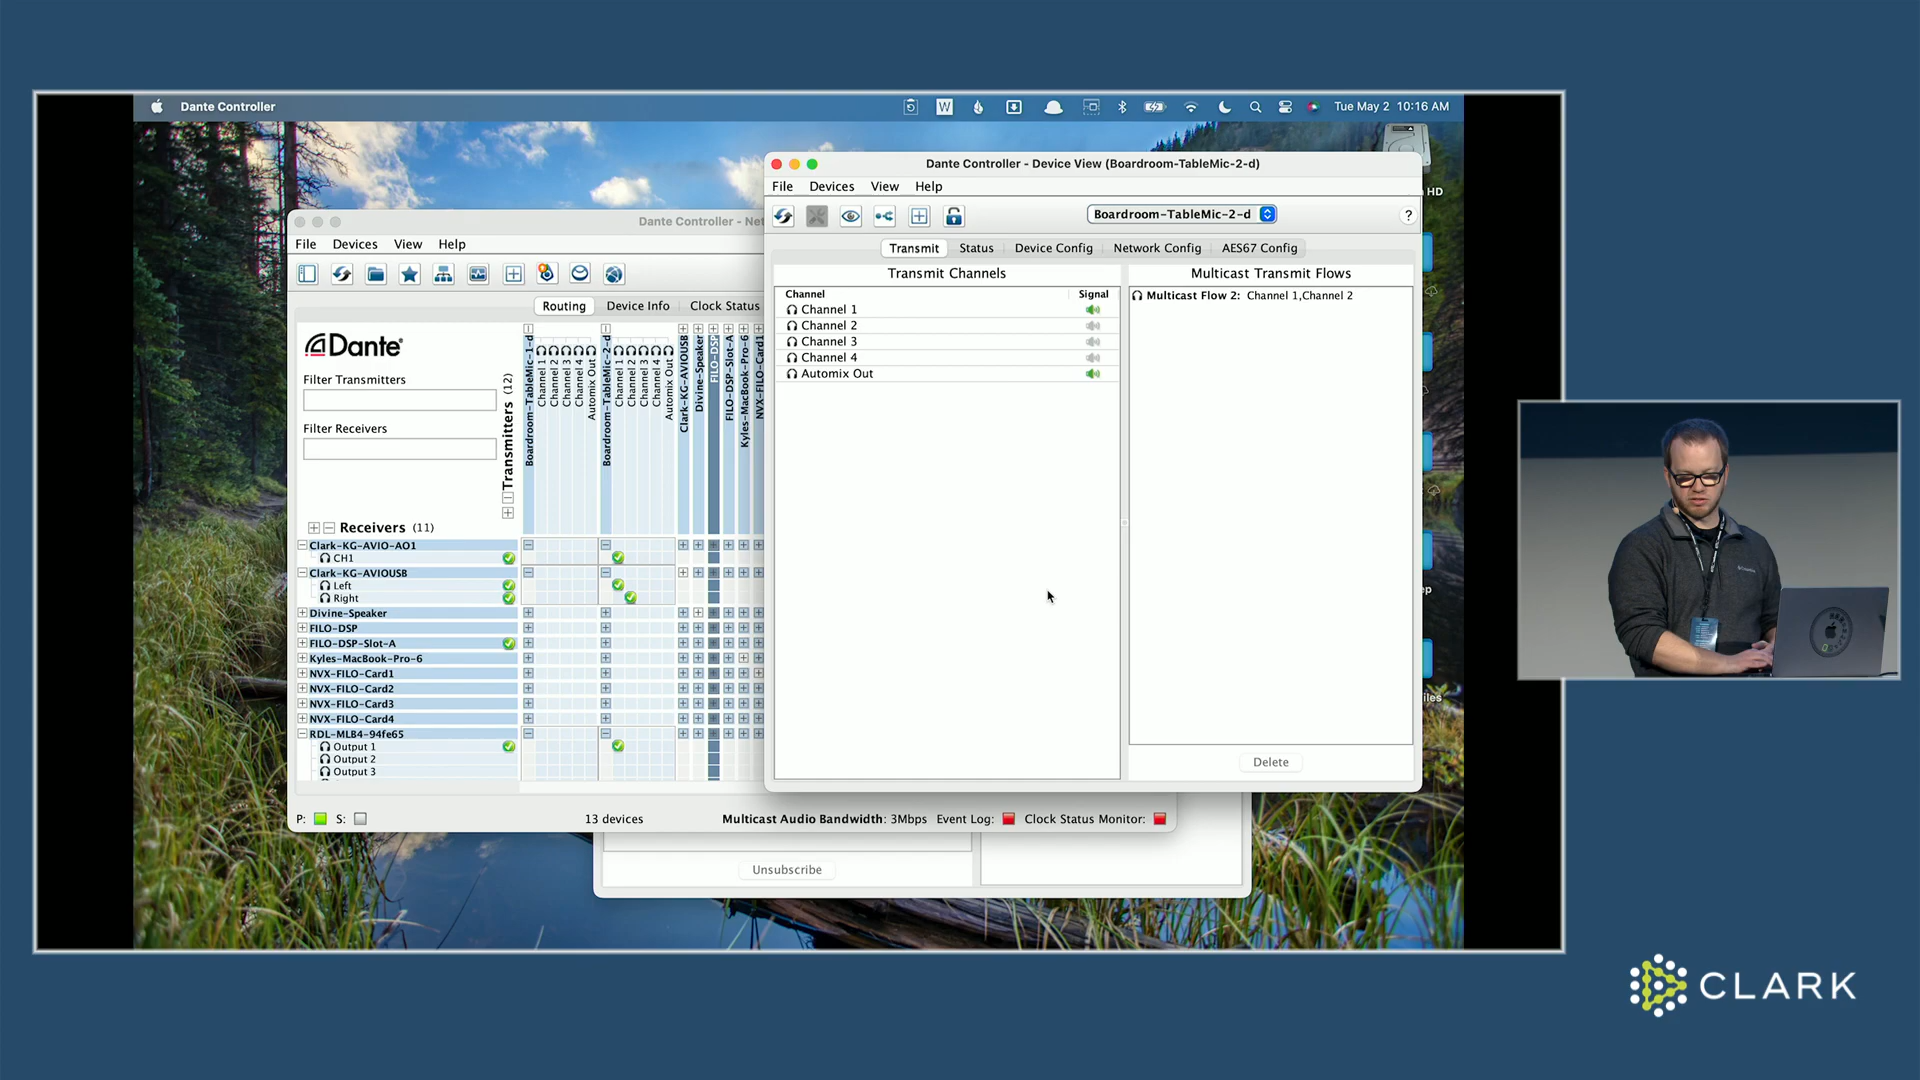 Dante Controller
W
Tue May 2 10:16 AM
HD
Dante Controller - Device View (Boardroom-TableMic-2-d)
File Devices View Help
Boardroom-TableMic-2-d
?
Transmit Status Device Config Network Config AES67 Config
Transmit Channels
Channel Signal
Channel 1
Channel 2
Channel 3
Channel 4
Automix Out
Multicast Transmit Flows
Multicast Flow 2: Channel 1,Channel 2
Delete
Dante Controller - Net
File Devices View Help
Routing Device Info Clock Status
Dante
Filter Transmitters
Filter Receivers
Transmitters (12)
Boardroom-TableMic-1-d
Channel 1
Channel 2
Channel 3
Channel 4
Automix Out
Boardroom-TableMic-2-d
Channel 1
Channel 2
Channel 3
Channel 4
Automix Out
Clark-KG-AVIOUSB
Divine-Speaker
FILO-DSP
FILO-DSP-Slot-A
Kyles-MacBook-Pro-6
NVX-FILO-Card1
Receivers (11)
Clark-KG-AVIO-AO1
CH1
Clark-KG-AVIOUSB
Left
Right
Divine-Speaker
FILO-DSP
FILO-DSP-Slot-A
Kyles-MacBook-Pro-6
NVX-FILO-Card1
NVX-FILO-Card2
NVX-FILO-Card3
NVX-FILO-Card4
RDL-MLB4-94fe65
Output 1
Output 2
Output 3
P: S: 13 devices Multicast Audio Bandwidth: 3Mbps Event Log: Clock Status Monitor:
Unsubscribe
ep
iles
CLARK